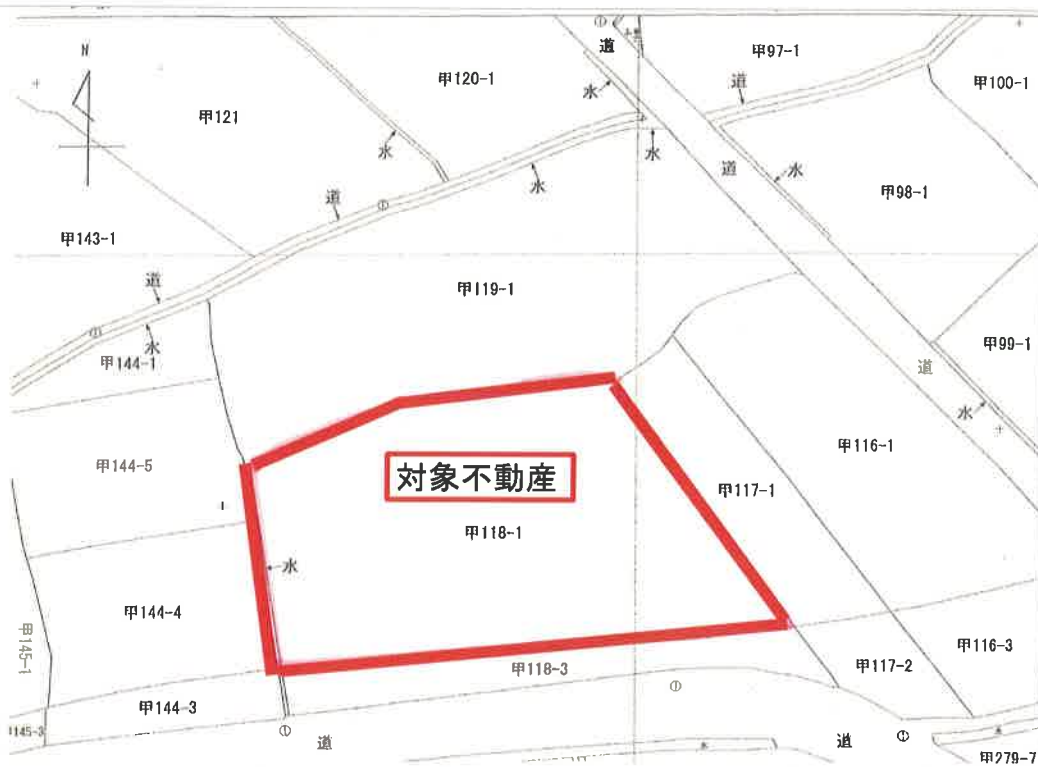 N
甲121
甲120-1
道
甲97-1
甲100-1
水
道
水
水
水
道
水
甲98-1
道
甲143-1
道
甲119-1
水
甲144-1
甲99-1
道
水
甲144-5
対象不動産
甲116-1
甲117-1
甲118-1
水
甲144-4
甲145-1
甲116-3
甲118-3
甲117-2
甲144-3
145-3
道
道
水
甲279-7